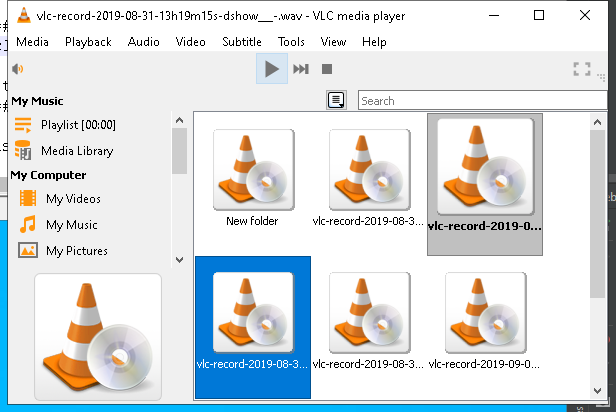 vlc-record-2019-08-31-13h19m15s-dshow__-.wav - VLC media player
Media Playback Audio Video Subtitle Tools View Help
Search
My Music
Playlist [00:00]
Media Library
My Computer
My Videos
My Music
My Pictures
New folder
vlc-record-2019-08-3...
vlc-record-2019-0...
vlc-record-2019-08-3...
vlc-record-2019-08-3...
vlc-record-2019-09-0...